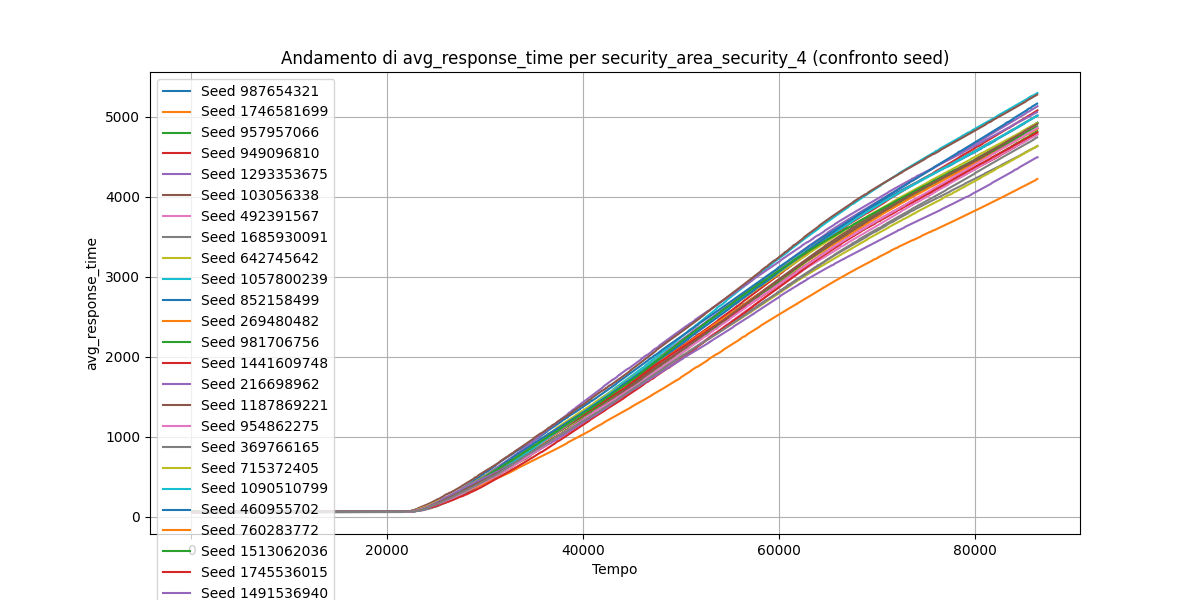 Andamento di avg_response_time per security_area_security_4 (confronto seed)
avg_response_time
5000
4000
3000
2000
1000
0
Seed 987654321
Seed 1746581699
Seed 957957066
Seed 949096810
Seed 1293353675
Seed 103056338
Seed 492391567
Seed 1685930091
Seed 642745642
Seed 1057800239
Seed 852158499
Seed 269480482
Seed 981706756
Seed 1441609748
Seed 216698962
Seed 1187869221
Seed 954862275
Seed 369766165
Seed 715372405
Seed 1090510799
Seed 460955702
Seed 760283772
Seed 1513062036
Seed 1745536015
Seed 1491536940
0 20000 40000 60000 80000
Tempo